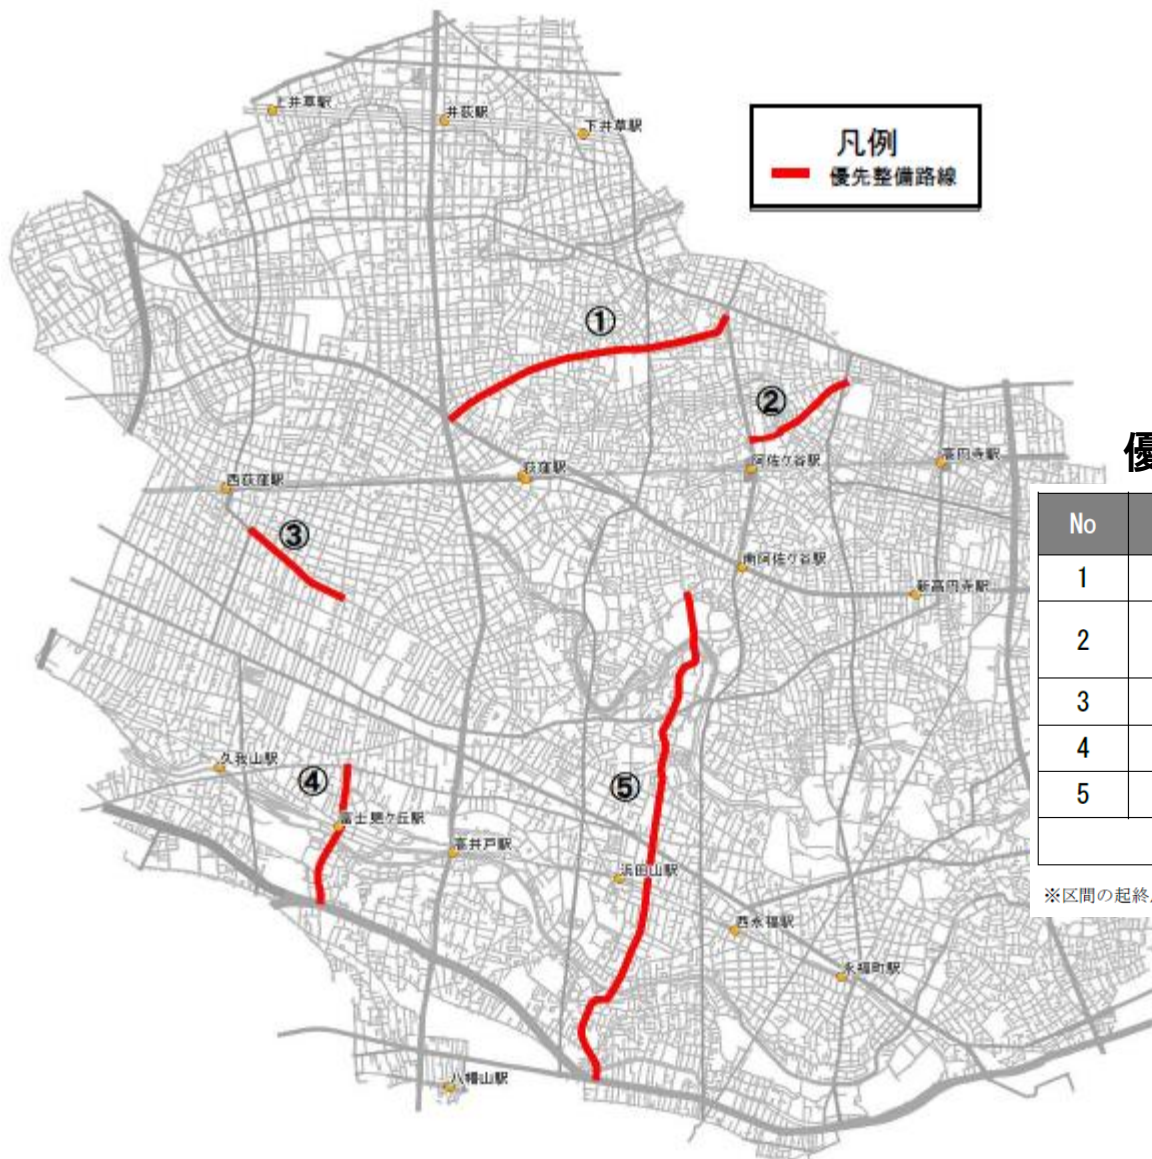 上井草駅
井荻駅
下井草駅
凡例
優先整備路線
①
②
阿佐ケ谷駅
高円寺駅
優
西荻窪駅
荻窪駅
③
No
南阿佐ケ谷駅
新高円寺駅
1
2
3
4
5
久我山駅
④
⑤
富士見ケ丘駅
高井戸駅
浜田山駅
※区間の起終
西永福駅
永福町駅
八幡山駅